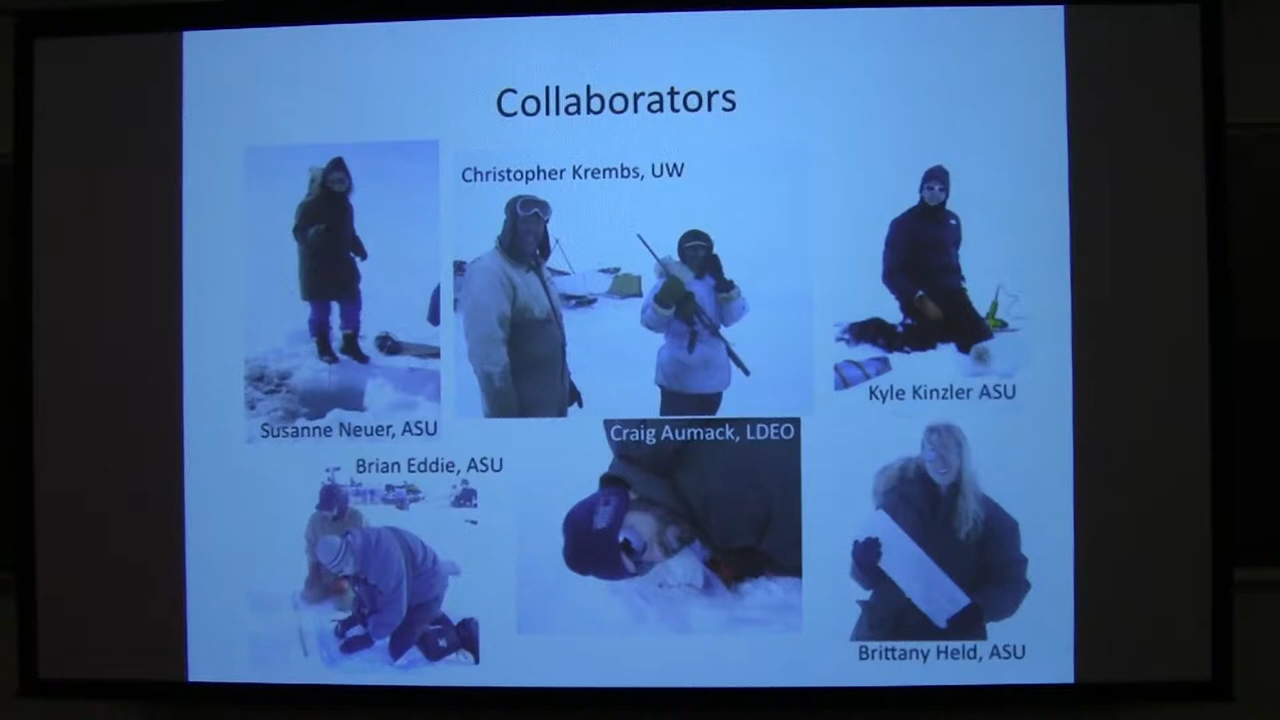 Collaborators
Christopher Krembs, UW
Kyle Kinzler ASU
Susanne Neuer, ASU
Craig Aumack, LDEO
Brian Eddie, ASU
Brittany Held, ASU